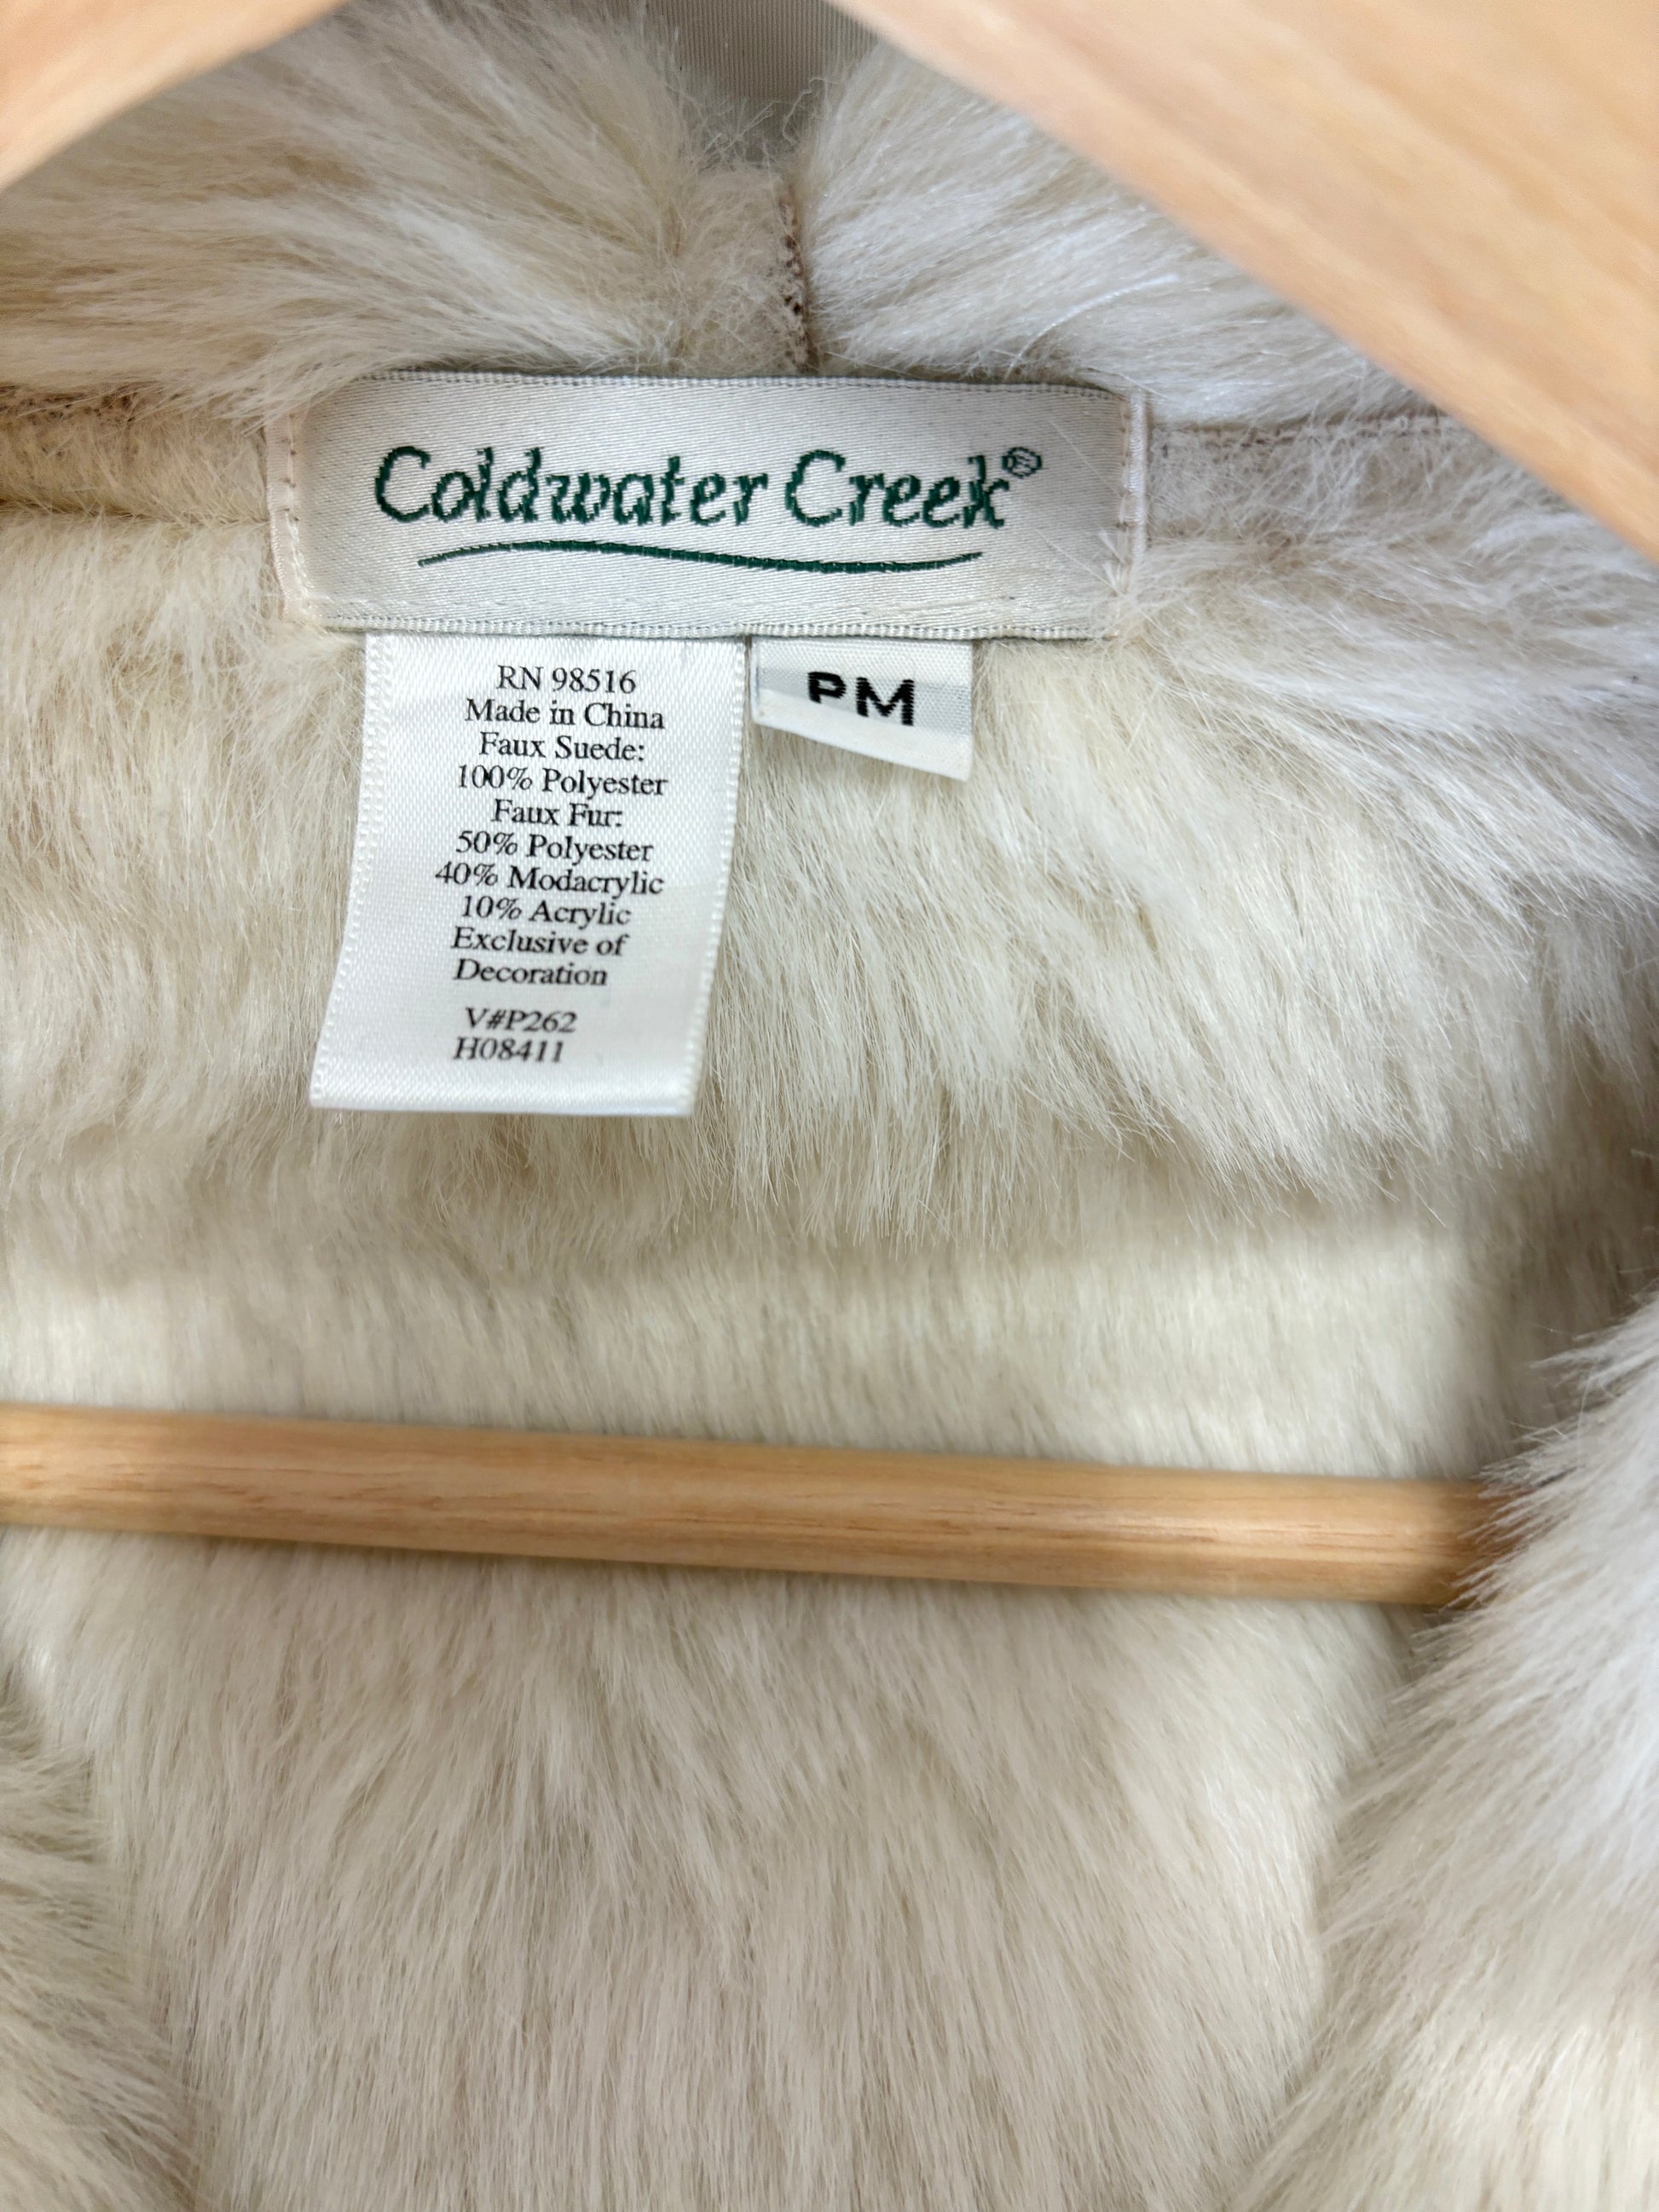 Coldwater Creek®
RN 98516
Made in China
Faux Suede:
100% Polyester
Faux Fur:
50% Polyester
40% Modacrylic
10% Acrylic
Exclusive of
Decoration
V#P262
H08411
PM